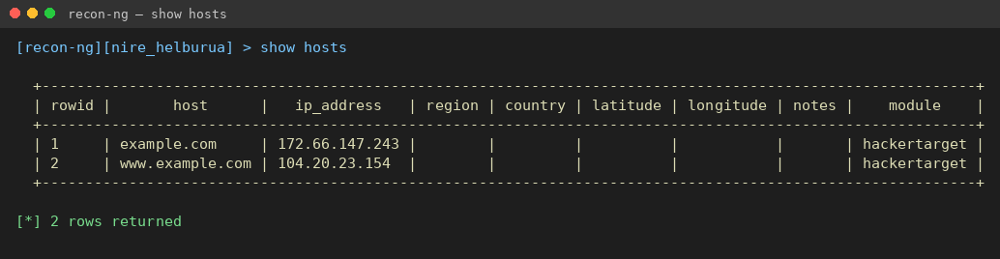 recon-ng — show hosts
[recon-ng][nire_helburua] > show hosts
+-----------------------------------------------------------------------------------------------------------+
| rowid |       host      |   ip_address   | region | country | latitude | longitude | notes |    module    |
+-----------------------------------------------------------------------------------------------------------+
| 1     | example.com     | 172.66.147.243 |        |         |          |           |       | hackertarget |
| 2     | www.example.com | 104.20.23.154  |        |         |          |           |       | hackertarget |
+-----------------------------------------------------------------------------------------------------------+
[*] 2 rows returned